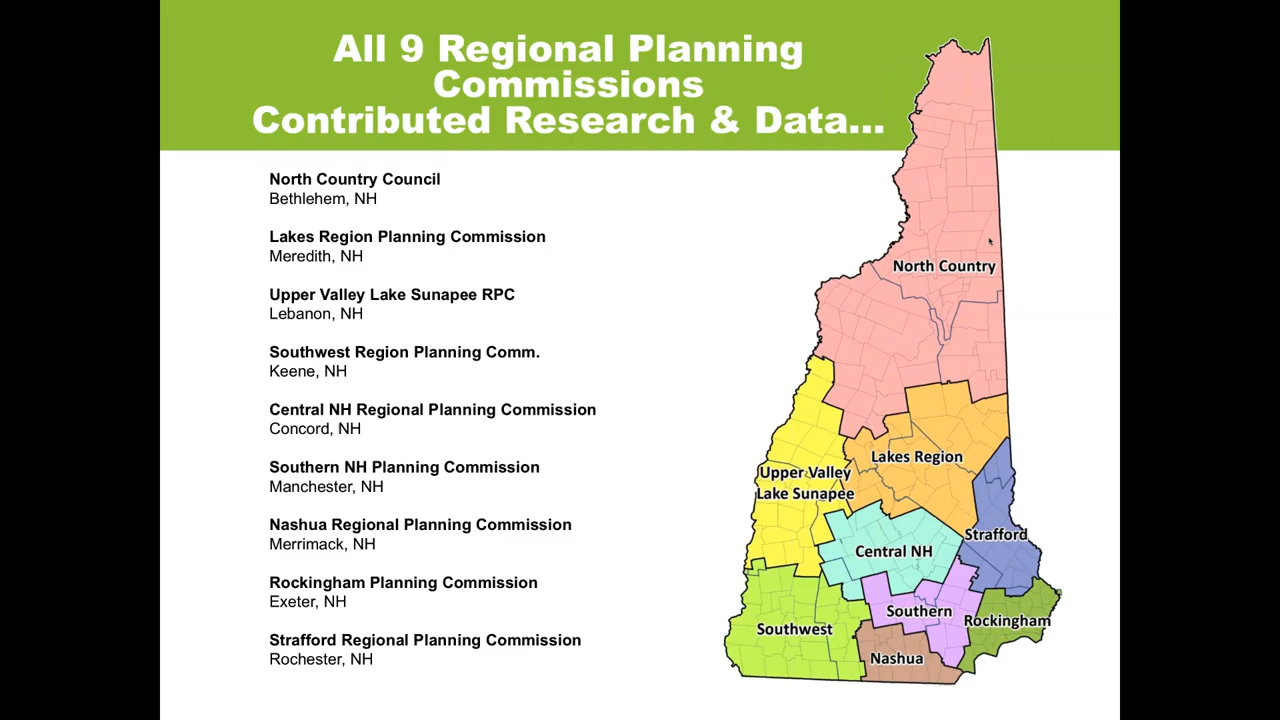 All 9 Regional Planning
Commissions
Contributed Research & Data...
North Country Council
Bethlehem, NH
Lakes Region Planning Commission
Meredith, NH
Upper Valley Lake Sunapee RPC
Lebanon, NH
Southwest Region Planning Comm.
Keene, NH
Central NH Regional Planning Commission
Concord, NH
Southern NH Planning Commission
Manchester, NH
Nashua Regional Planning Commission
Merrimack, NH
Rockingham Planning Commission
Exeter, NH
Strafford Regional Planning Commission
Rochester, NH
North Country
Lakes Region
Upper Valley
Lake Sunapee
Strafford
Central NH
Southern
Rockingham
Southwest
Nashua